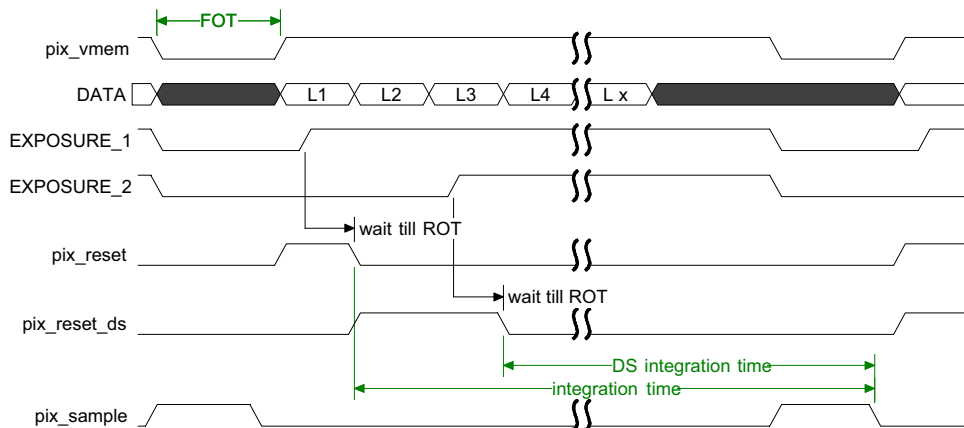 FOT
pix_vmem
DATA L1 L2 L3 L4 L x
EXPOSURE_1
EXPOSURE_2
wait till ROT
pix_reset
wait till ROT
pix_reset_ds
DS integration time
integration time
pix_sample